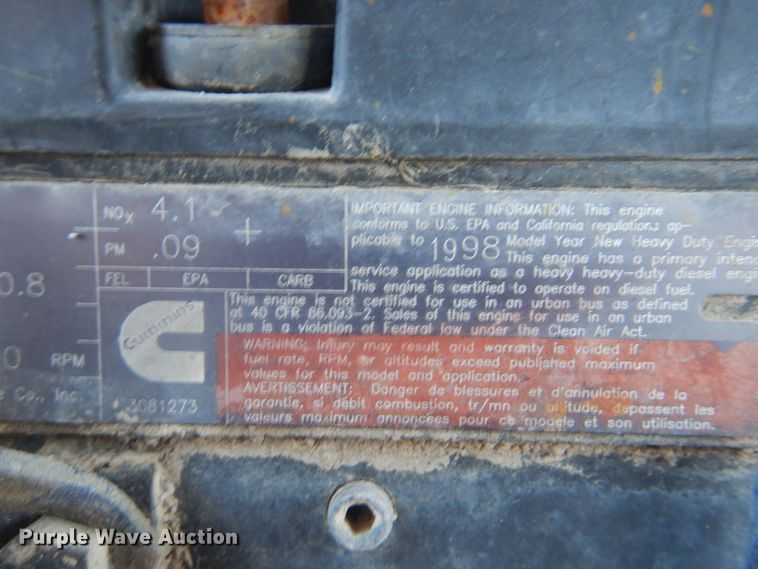 NOx 4.1
PM .09
FEL EPA CARB
IMPORTANT ENGINE INFORMATION: This engine
conforms to U.S. EPA and California regulations ap-
plicable to 1998 Model Year New Heavy Duty Engi
This engine has a primary inten
service application as a heavy heavy-duty diesel engi
This engine is certified to operate on diesel fuel.
This engine is not certified for use in an urban bus as defined
at 40 CFR 86.093-2. Sales of this engine for use in an urban
bus is a violation of Federal law under the Clean Air Act.
0.8
0 RPM
Co., Inc.
Cummins
3081273
WARNING: Injury may result and warranty is voided if
fuel rate, RPM, or altitudes exceed published maximum
values for this model and application.
AVERTISSEMENT: Danger de blessures et d'annulation de la
garantie, si débit combustion, tr/mn ou altitude, depassent les
valeurs maximum annoncées pour ce modele et son utilisation.
Purple Wave Auction